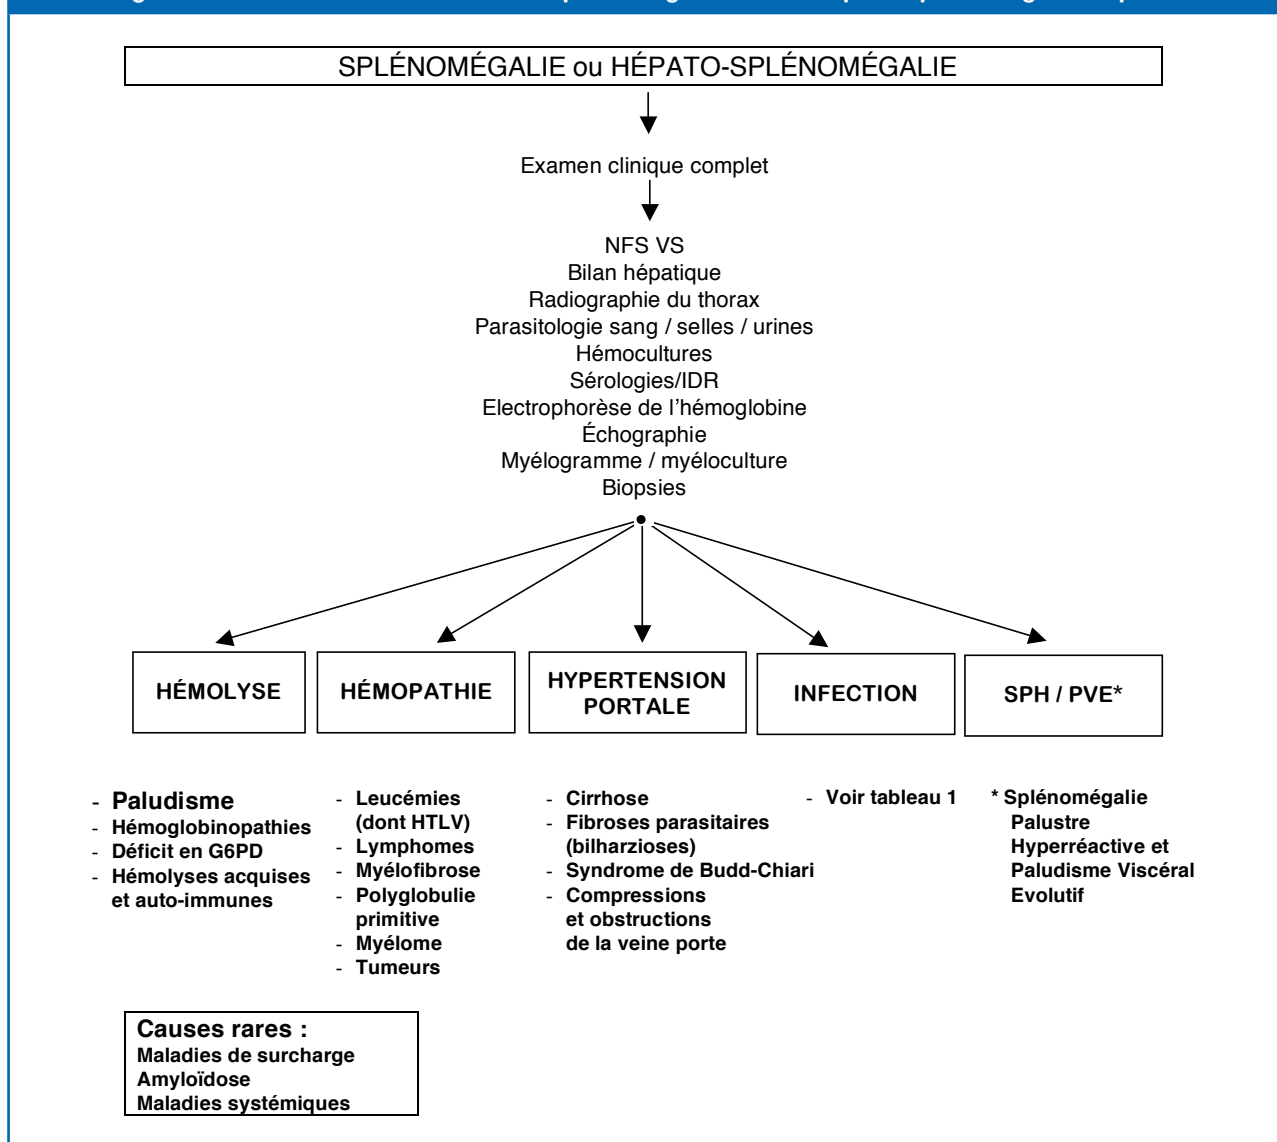 SPLÉNOMÉGALIE ou HÉPATO-SPLÉNOMÉGALIE
Examen clinique complet
NFS VS
Bilan hépatique
Radiographie du thorax
Parasitologie sang / selles / urines
Hémocultures
Sérologies/IDR
Electrophorèse de l'hémoglobine
Échographie
Myélogramme / myéloculture
Biopsies
HÉMOLYSE
HÉMOPATHIE
HYPERTENSION
PORTALE
INFECTION
SPH / PVE*
- Paludisme
- Hémoglobinopathies
- Déficit en G6PD
- Hémolyses acquises
et auto-immunes
- Leucémies
(dont HTLV)
- Lymphomes
- Myélofibrose
- Polyglobulie
primitive
- Myélome
- Tumeurs
- Cirrhose
- Fibroses parasitaires
(bilharzioses)
- Syndrome de Budd-Chiari
- Compressions
et obstructions
de la veine porte
- Voir tableau 1
* Splénomégalie
Palustre
Hyperréactive et
Paludisme Viscéral
Evolutif
Causes rares :
Maladies de surcharge
Amyloïdose
Maladies systémiques